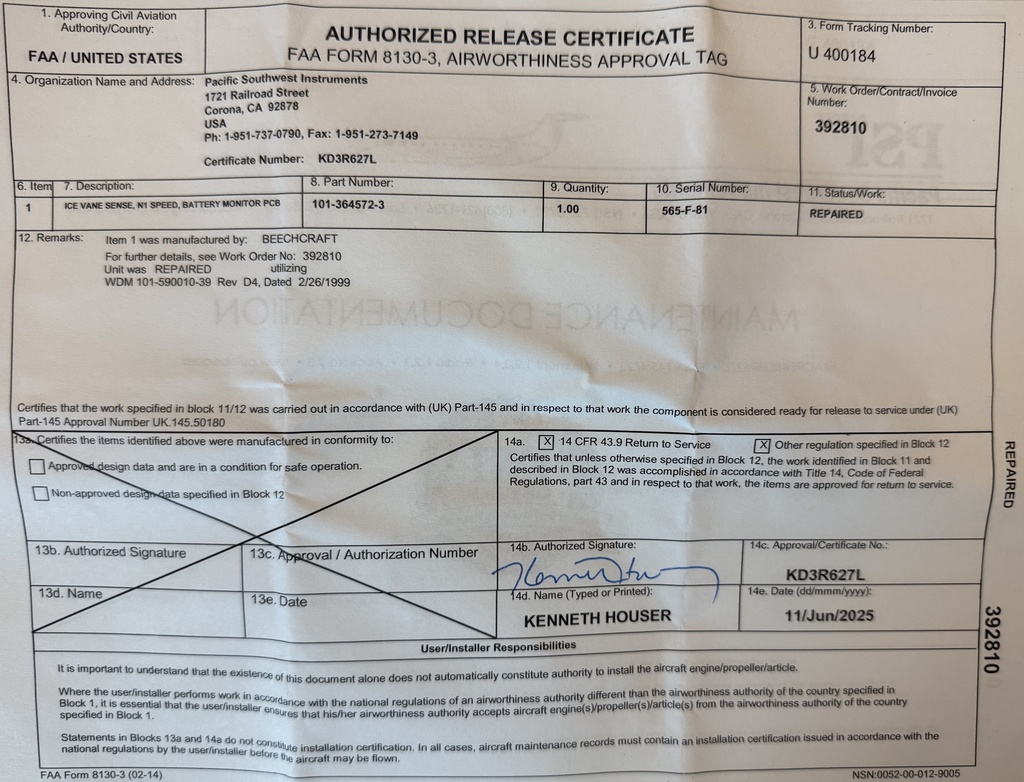 1. Approving Civil Aviation
Authority/Country:
FAA / UNITED STATES
AUTHORIZED RELEASE CERTIFICATE
FAA FORM 8130-3, AIRWORTHINESS APPROVAL TAG
3. Form Tracking Number:
U 400184
4. Organization Name and Address:
Pacific Southwest Instruments
1721 Railroad Street
Corona, CA 92878
USA
Ph: 1-951-737-0790, Fax: 1-951-273-7149
Certificate Number: KD3R627L
5. Work Order/Contract/Invoice
Number:
392810
6. Item
1
7. Description:
ICE VANE SENSE, N1 SPEED, BATTERY MONITOR PCB
8. Part Number:
101-364572-3
9. Quantity:
1.00
10. Serial Number:
565-F-81
11. Status/Work:
REPAIRED
12. Remarks:
Item 1 was manufactured by: BEECHCRAFT
For further details, see Work Order No: 392810
Unit was REPAIRED utilizing
WDM 101-590010-39 Rev D4, Dated 2/26/1999
MAINTENANCE DOCUMENTATION
Certifies that the work specified in block 11/12 was carried out in accordance with (UK) Part-145 and in respect to that work the component is considered ready for release to service under (UK)
Part-145 Approval Number UK.145.50180
13a. Certifies the items identified above were manufactured in conformity to:
Approved design data and are in a condition for safe operation.
Non-approved design data specified in Block 12
14a. X 14 CFR 43.9 Return to Service X Other regulation specified in Block 12
Certifies that unless otherwise specified in Block 12, the work identified in Block 11 and
described in Block 12 was accomplished in accordance with Title 14, Code of Federal
Regulations, part 43 and in respect to that work, the items are approved for return to service.
REPAIRED
13b. Authorized Signature
13c. Approval / Authorization Number
14b. Authorized Signature:
14c. Approval/Certificate No.:
KD3R627L
13d. Name
13e. Date
14d. Name (Typed or Printed):
KENNETH HOUSER
14e. Date (dd/mmm/yyyy):
11/Jun/2025
392810
User/Installer Responsibilities
It is important to understand that the existence of this document alone does not automatically constitute authority to install the aircraft engine/propeller/article.
Where the user/installer performs work in accordance with the national regulations of an airworthiness authority different than the airworthiness authority of the country specified in
Block 1, it is essential that the user/installer ensures that his/her airworthiness authority accepts aircraft engine(s)/propeller(s)/article(s) from the airworthiness authority of the country
specified in Block 1.
Statements in Blocks 13a and 14a do not constitute installation certification. In all cases, aircraft maintenance records must contain an installation certification issued in accordance with the
national regulations by the user/installer before the aircraft may be flown.
FAA Form 8130-3 (02-14)
NSN:0052-00-012-9005